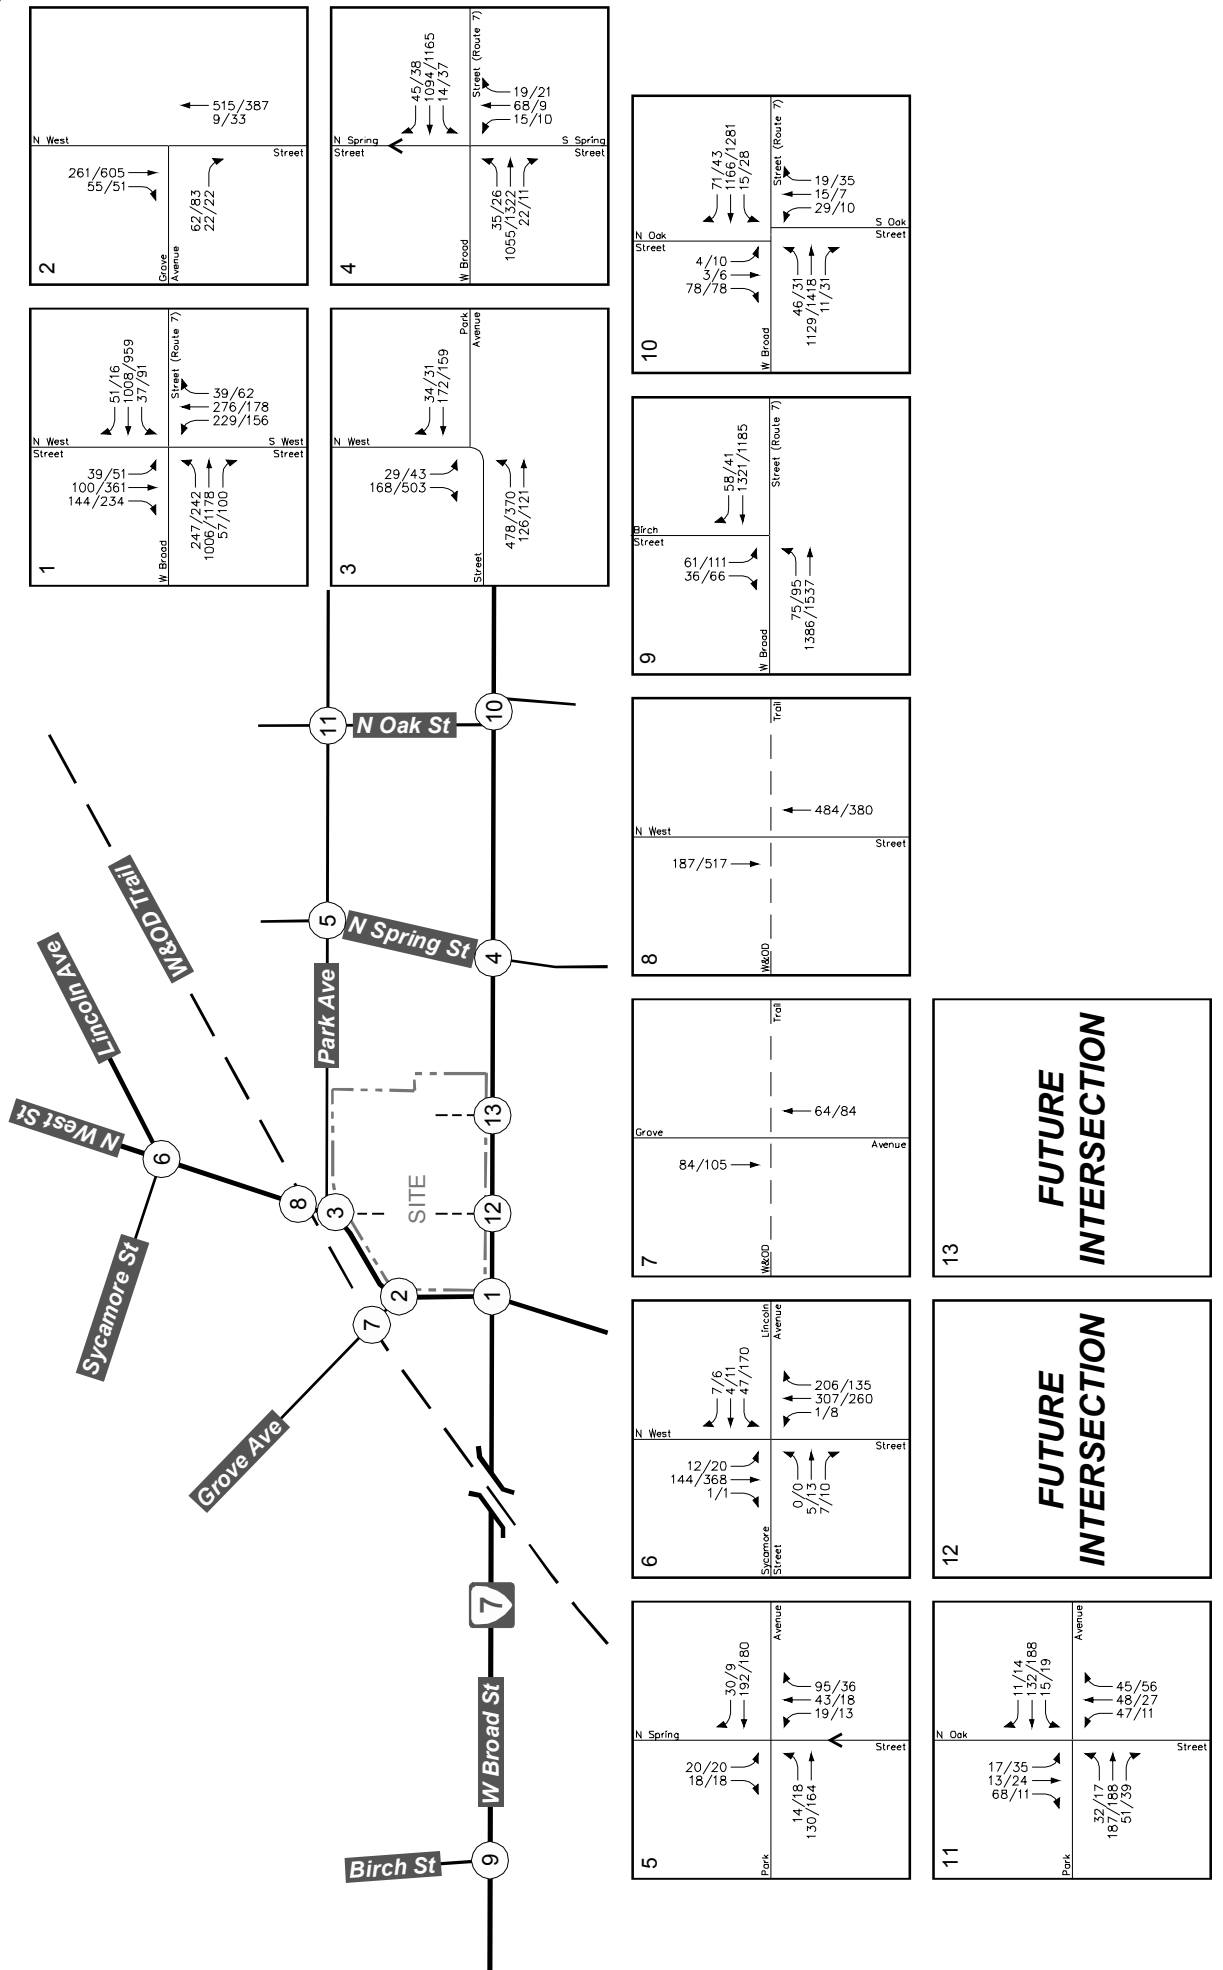 N West
Street
515/387
9/33
261/605
55/51
62/83
22/22
Grove
Avenue
2
45/38
1094/1165
14/37
Street (Route 7)
19/21
68/9
15/10
N Spring
Street
S Spring
Street
35/26
1055/1322
22/11
W Broad
4
71/43
1166/1281
15/28
Street (Route 7)
19/35
15/7
29/10
N Oak
Street
S Oak
Street
4/10
3/6
78/78
46/31
1129/1418
11/31
W Broad
10
51/16
1008/959
37/91
Street (Route 7)
39/62
276/178
229/156
N West
Street
S West
Street
39/51
100/361
144/234
247/242
1006/1178
57/100
W Broad
1
Park
Avenue
34/31
172/159
N West
29/43
168/503
478/370
126/121
Street
3
58/41
1321/1185
Street (Route 7)
Birch
Street
61/111
36/66
75/95
1386/1537
W Broad
9
11
N Oak St
10
W&OD Trail
Lincoln Ave
N West St
Sycamore St
6
5
N Spring St
4
Park Ave
8
3
SITE
13
12
2
7
1
Grove Ave
7
W Broad St
Birch St
9
Trail
484/380
N West
Street
187/517
W&OD
8
Trail
64/84
Grove
Avenue
84/105
W&OD
7
FUTURE
INTERSECTION
13
Lincoln
Avenue
7/6
4/11
47/170
206/135
307/260
1/8
N West
Street
12/20
144/368
1/1
0/0
5/13
7/10
Sycamore
Street
6
FUTURE
INTERSECTION
12
Avenue
30/9
192/180
95/36
43/18
19/13
N Spring
Street
20/20
18/18
14/18
130/164
Park
5
Avenue
11/14
132/188
15/19
45/56
48/27
47/11
N Oak
Street
17/35
13/24
68/11
32/17
187/188
51/39
Park
11